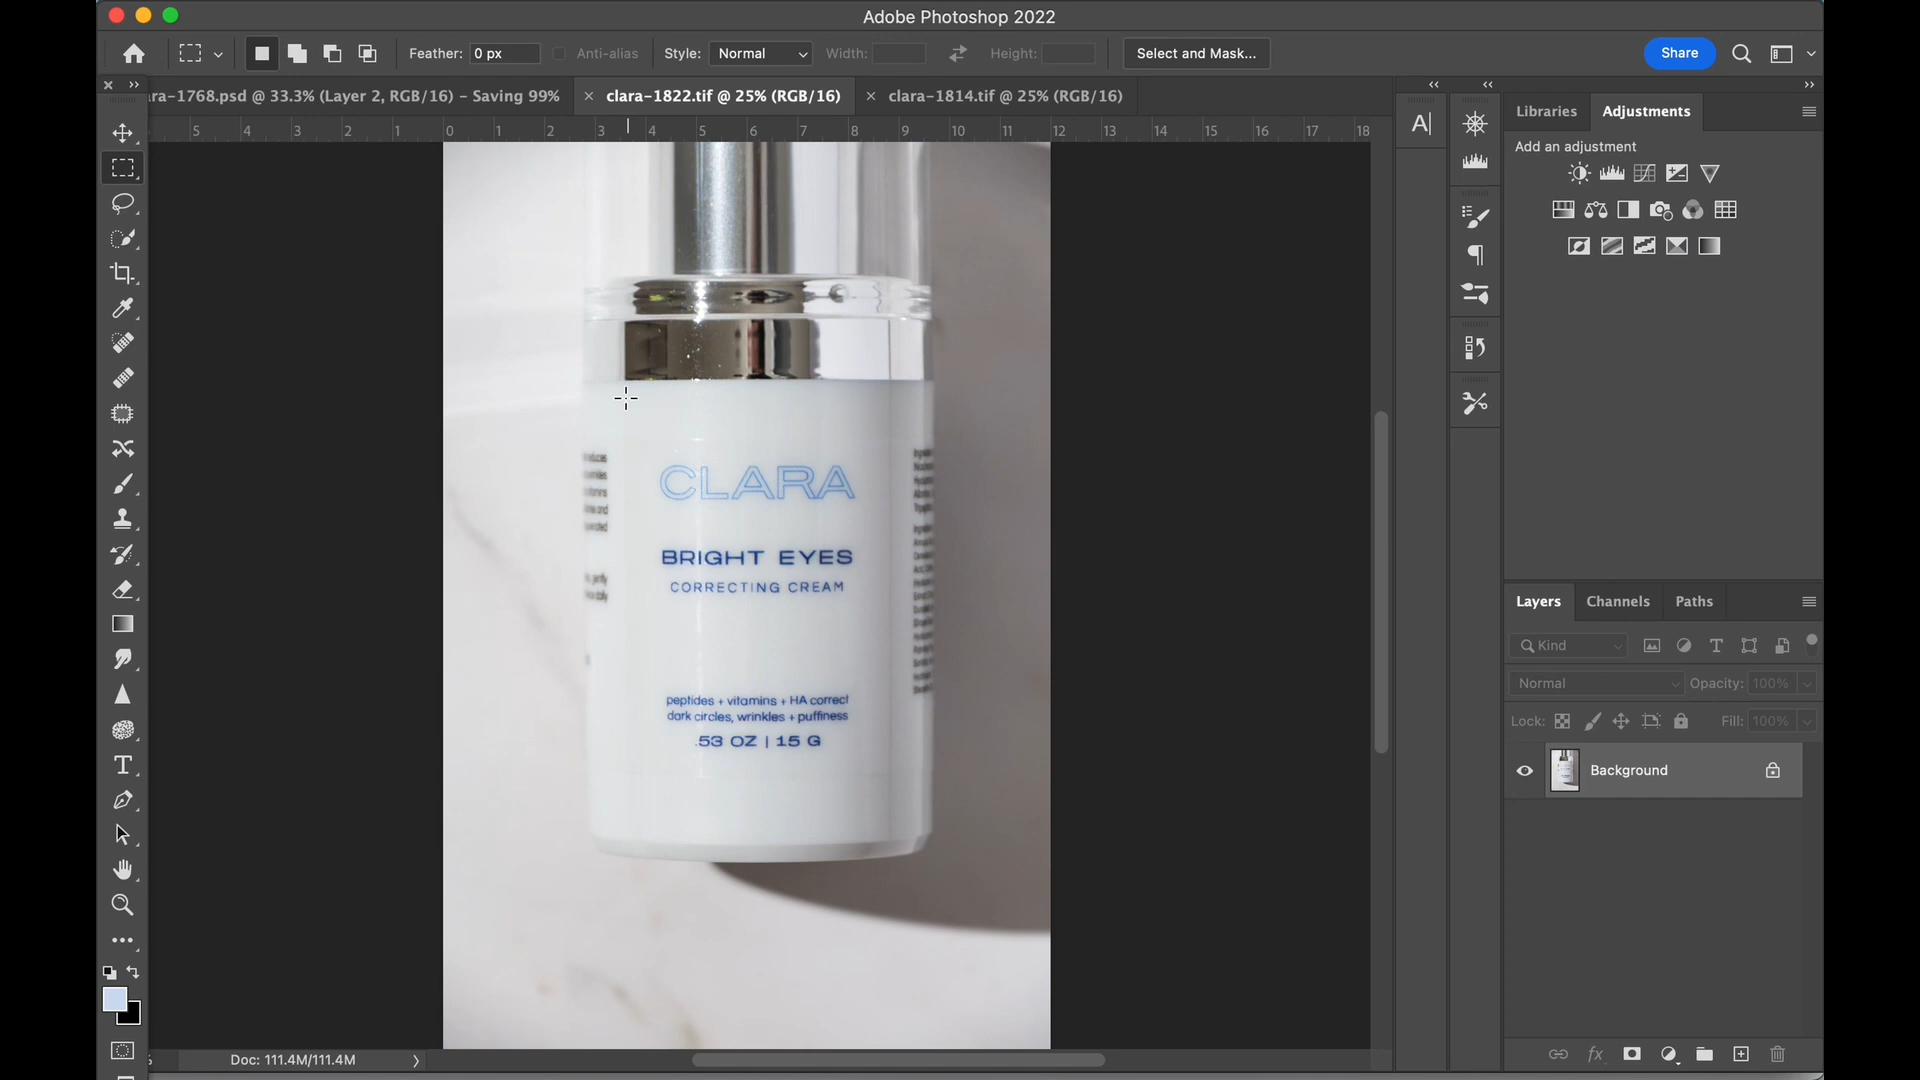 Adobe Photoshop 2022
Feather: 0 px Anti-alias Style: Normal Width: Height: Select and Mask... Share
ara-1768.psd @ 33.3% (Layer 2, RGB/16) - Saving 99% clara-1822.tif @ 25% (RGB/16) clara-1814.tif @ 25% (RGB/16)
5 4 3 2 1 0 1 2 3 4 5 6 7 8 9 10 11 12 13 14 15 16 17 18
Libraries Adjustments
Add an adjustment
CLARA
BRIGHT EYES
CORRECTING CREAM
peptides + vitamins + HA correct
dark circles, wrinkles + puffiness
.53 OZ | 15 G
Layers Channels Paths
Kind
Normal Opacity: 100%
Lock: Fill: 100%
Background
Doc: 111.4M/111.4M